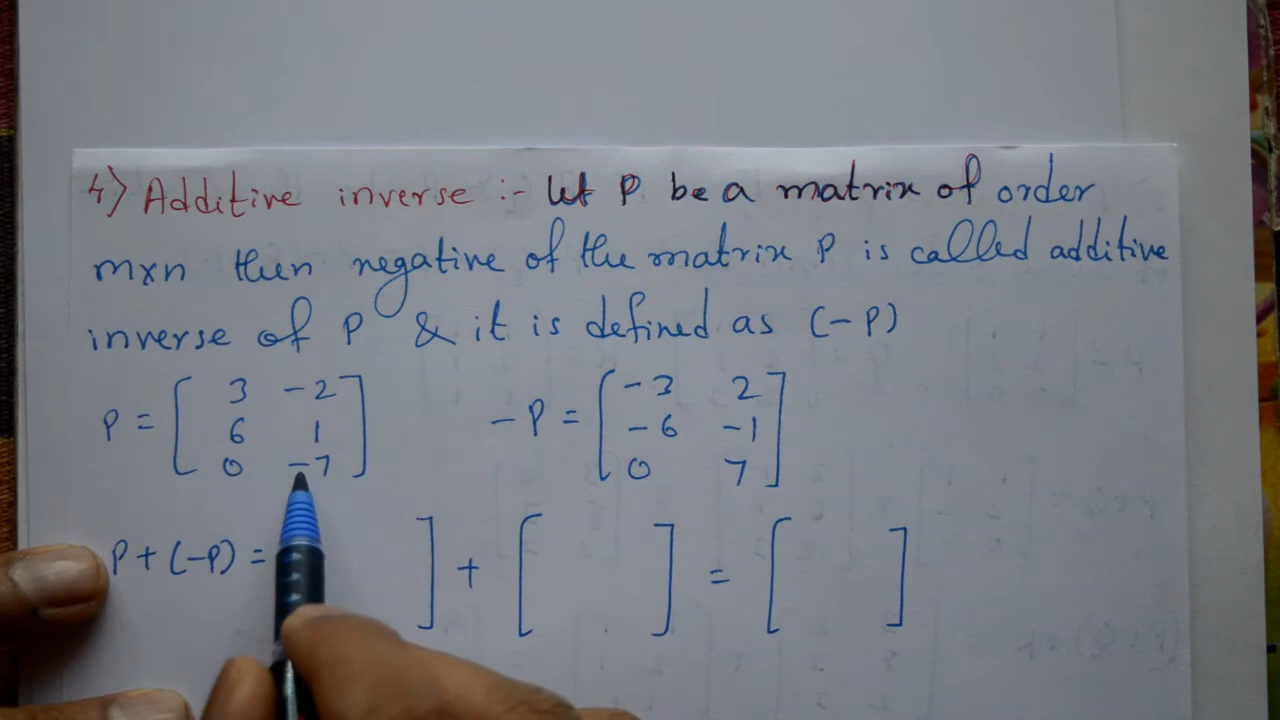 4) Additive inverse :- let P be a matrix of order
mxn then negative of the matrix P is called additive
inverse of P & it is defined as (-P)
P = [ 3 -2 -P = [ -3 2 ]
6 1 -6 -1
0 -7 ] 0 7 ]
P + (-P) = ] + [ ] = [ ]